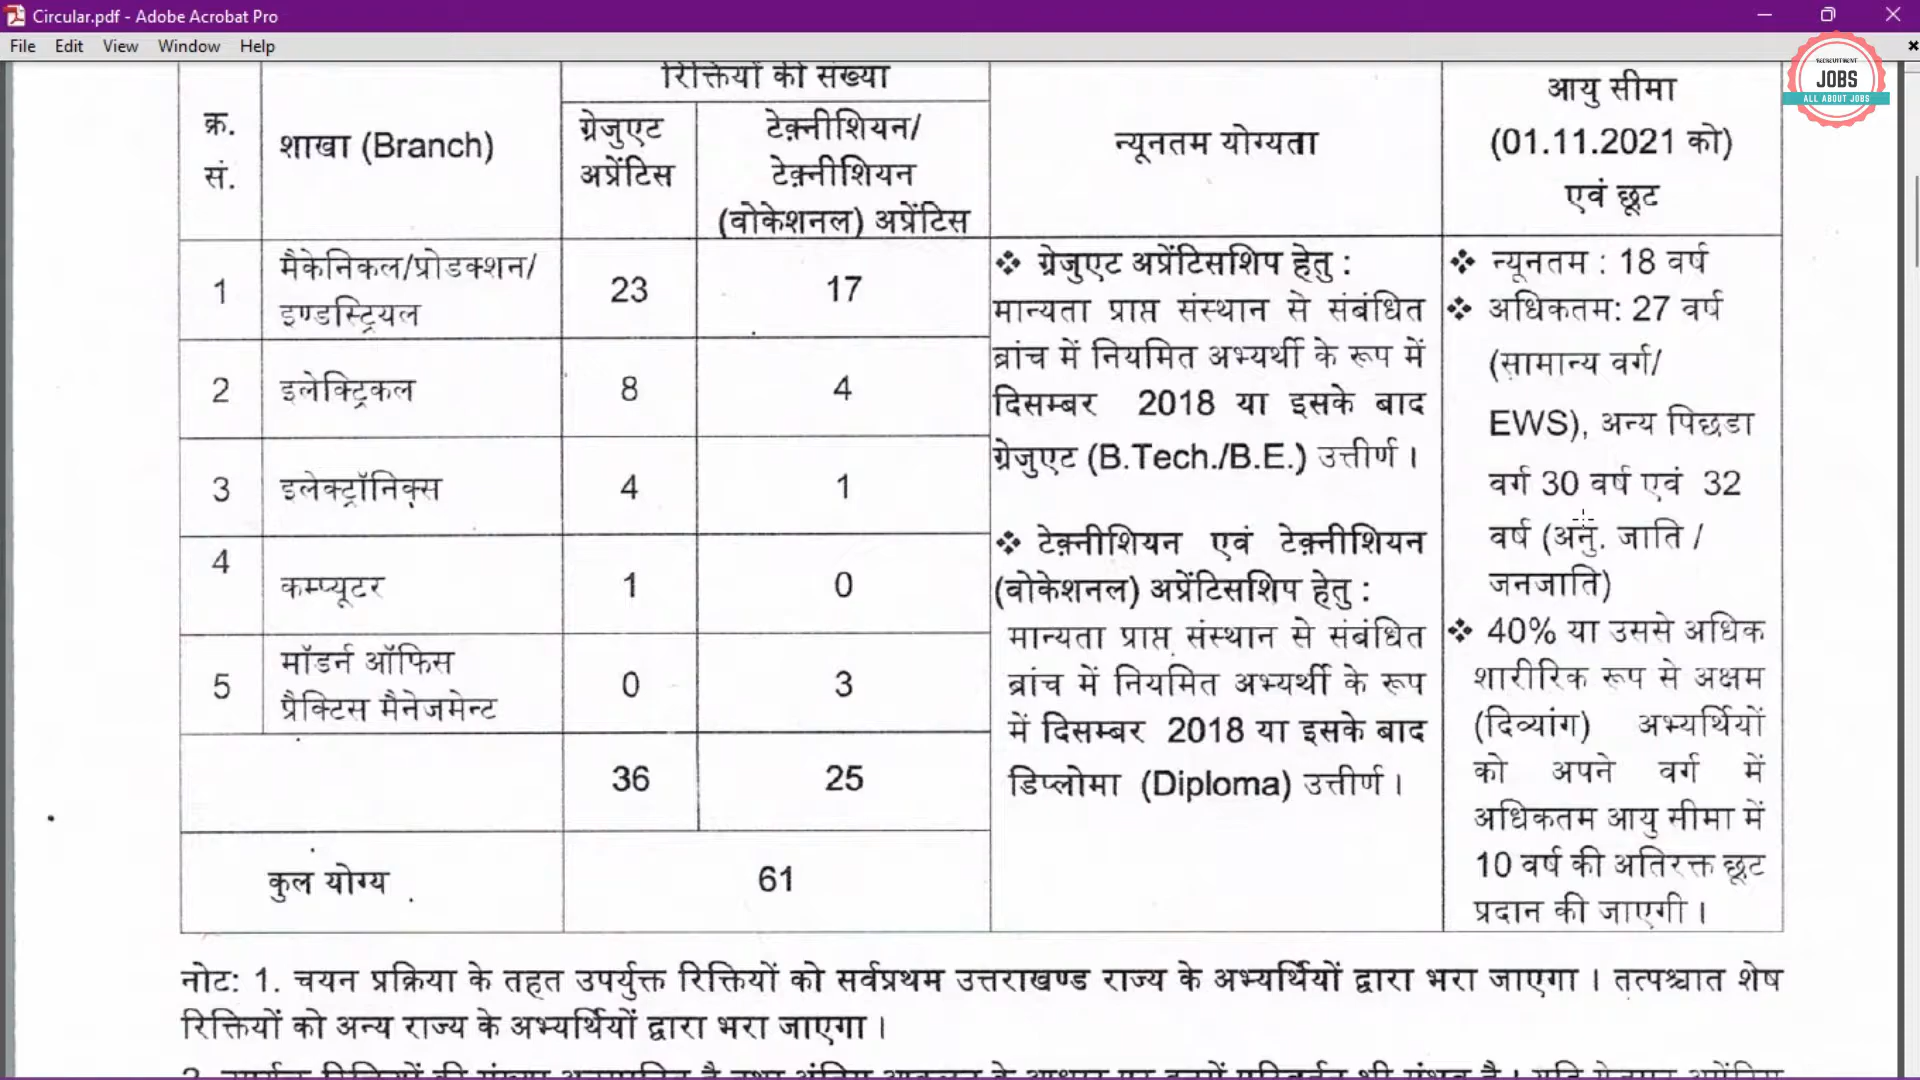 Circular.pdf - Adobe Acrobat Pro
File Edit View Window Help
RECRUITMENT
JOBS
ALL ABOUT JOBS
क्र. सं.
शाखा (Branch)
रिक्तियों की संख्या
ग्रेजुएट
अप्रेंटिस
टेक़्नीशियन/
टेक़्नीशियन
(वोकेशनल) अप्रेंटिस
न्यूनतम योग्यता
आयु सीमा
(01.11.2021 को)
एवं छूट
1 मैकेनिकल/प्रोडक्शन/
इण्डस्ट्रियल 23 17
2 इलेक्ट्रिकल 8 4
3 इलेक्ट्रॉनिक्स 4 1
4 कम्प्यूटर 1 0
5 मॉडर्न ऑफिस
प्रैक्टिस मैनेजमेन्ट 0 3
36 25
कुल योग्य 61
❖ ग्रेजुएट अप्रेंटिसशिप हेतु :
मान्यता प्राप्त संस्थान से संबंधित
ब्रांच में नियमित अभ्यर्थी के रूप में
दिसम्बर 2018 या इसके बाद
ग्रेजुएट (B.Tech./B.E.) उत्तीर्ण ।
❖ टेक़्नीशियन एवं टेक़्नीशियन
(वोकेशनल) अप्रेंटिसशिप हेतु :
मान्यता प्राप्त संस्थान से संबंधित
ब्रांच में नियमित अभ्यर्थी के रूप
में दिसम्बर 2018 या इसके बाद
डिप्लोमा (Diploma) उत्तीर्ण ।
❖ न्यूनतम : 18 वर्ष
❖ अधिकतम: 27 वर्ष
(सामान्य वर्ग/
EWS), अन्य पिछडा
वर्ग 30 वर्ष एवं 32
वर्ष (अनु. जाति /
जनजाति)
❖ 40% या उससे अधिक
शारीरिक रूप से अक्षम
(दिव्यांग) अभ्यर्थियों
को अपने वर्ग में
अधिकतम आयु सीमा में
10 वर्ष की अतिरक्त छूट
प्रदान की जाएगी ।
नोट: 1. चयन प्रक्रिया के तहत उपर्युक्त रिक्तियों को सर्वप्रथम उत्तराखण्ड राज्य के अभ्यर्थियों द्वारा भरा जाएगा । तत्पश्चात शेष
रिक्तियों को अन्य राज्य के अभ्यर्थियों द्वारा भरा जाएगा ।